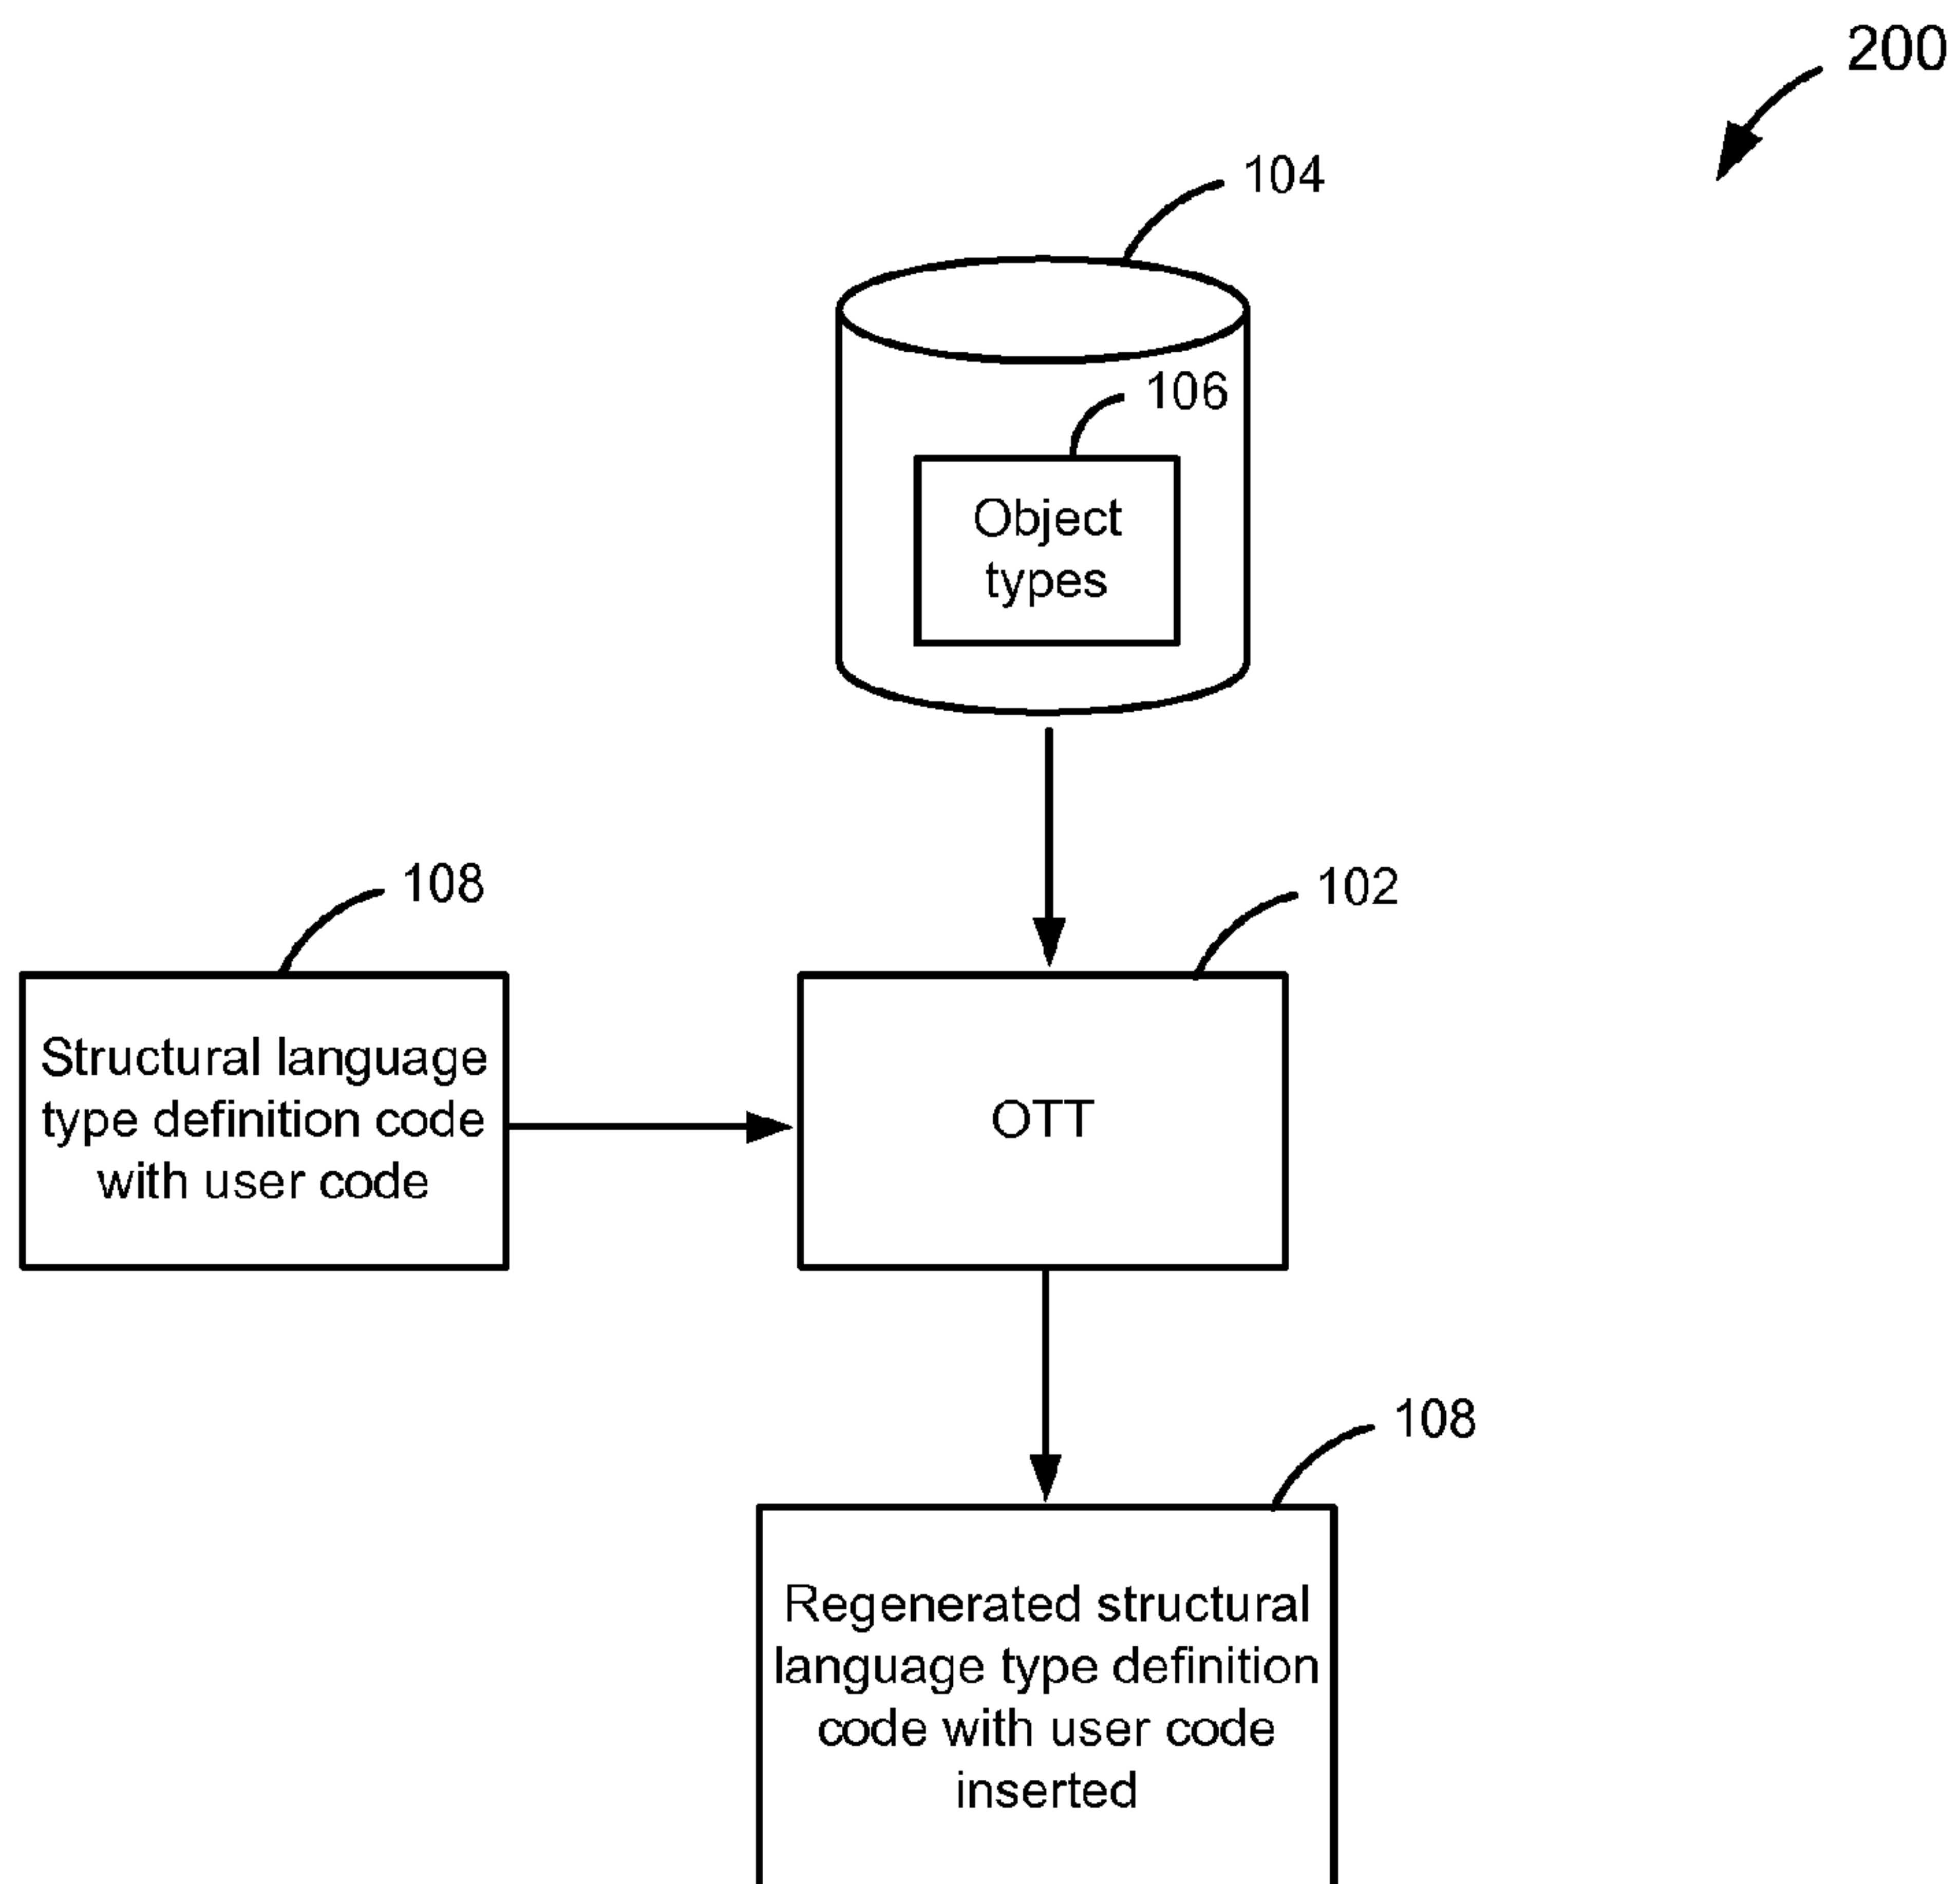 200
104
106
Object
types
108
102
Structural language
type definition code
with user code
OTT
108
Regenerated structural
language type definition
code with user code
inserted